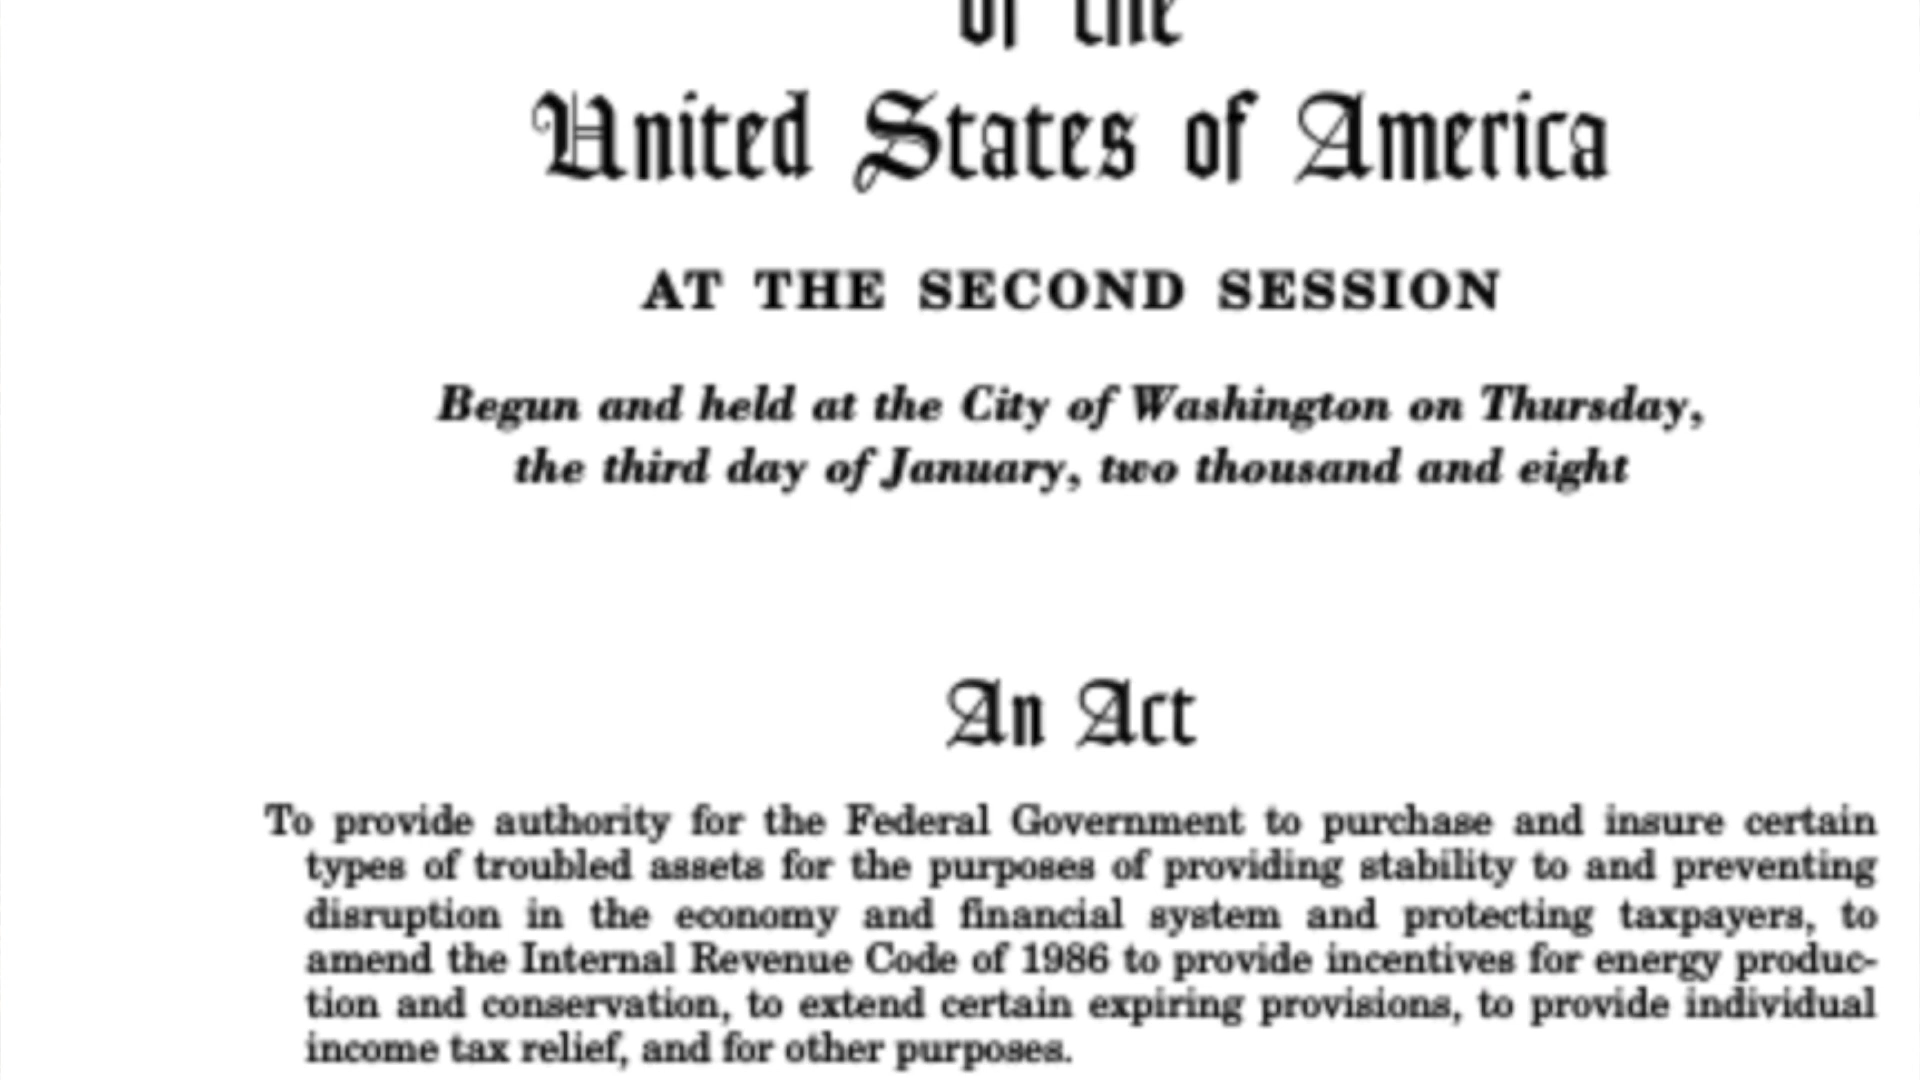 of the
United States of America
AT THE SECOND SESSION
Begun and held at the City of Washington on Thursday,
the third day of January, two thousand and eight
An Act
To provide authority for the Federal Government to purchase and insure certain
types of troubled assets for the purposes of providing stability to and preventing
disruption in the economy and financial system and protecting taxpayers, to
amend the Internal Revenue Code of 1986 to provide incentives for energy produc-
tion and conservation, to extend certain expiring provisions, to provide individual
income tax relief, and for other purposes.